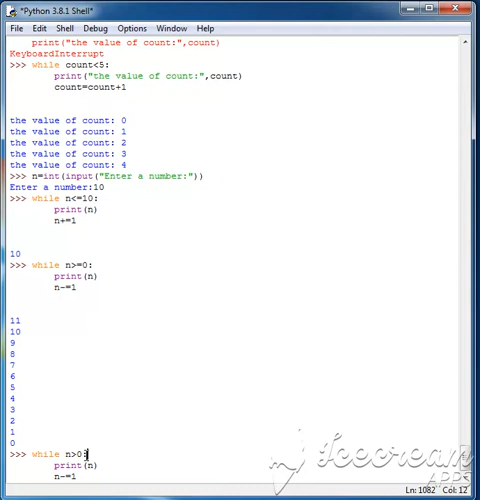 *Python 3.8.1 Shell*
File Edit Shell Debug Options Window Help
print("the value of count:",count)
KeyboardInterrupt
>>> while count<5:
print("the value of count:",count)
count=count+1
the value of count: 0
the value of count: 1
the value of count: 2
the value of count: 3
the value of count: 4
>>> n=int(input("Enter a number:"))
Enter a number:10
>>> while n<=10:
print(n)
n+=1
10
>>> while n>=0:
print(n)
n-=1
11
10
9
8
7
6
5
4
3
2
1
0
>>> while n>0:
print(n)
n-=1
Icecream
APPS
Ln: 1082 Col: 12